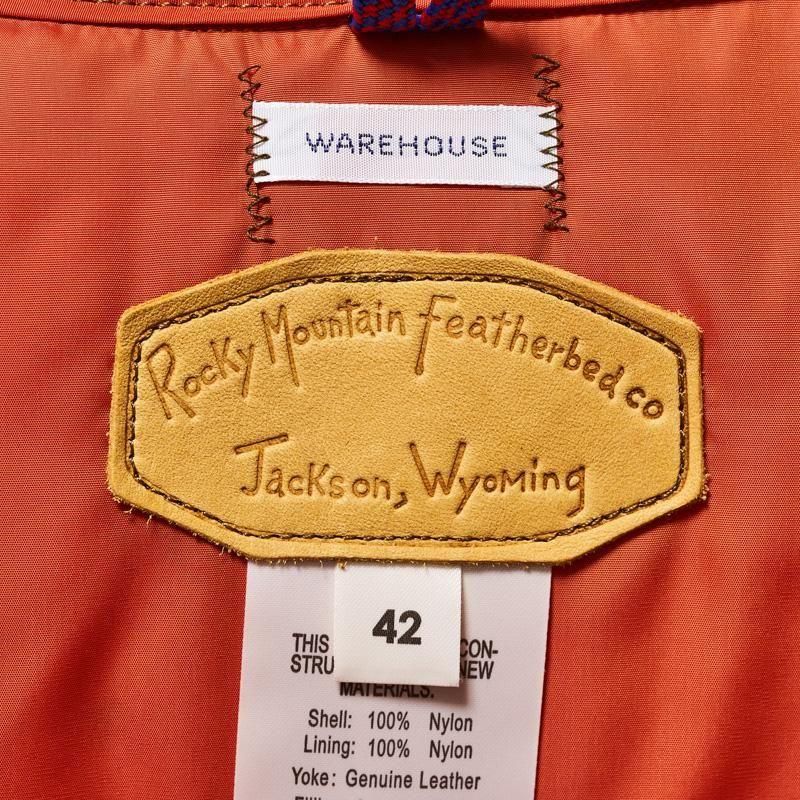 WAREHOUSE
Rocky Mountain Featherbed co
Jackson, Wyoming
42
THIS CON-
STRU NEW
MATERIALS.
Shell: 100% Nylon
Lining: 100% Nylon
Yoke: Genuine Leather